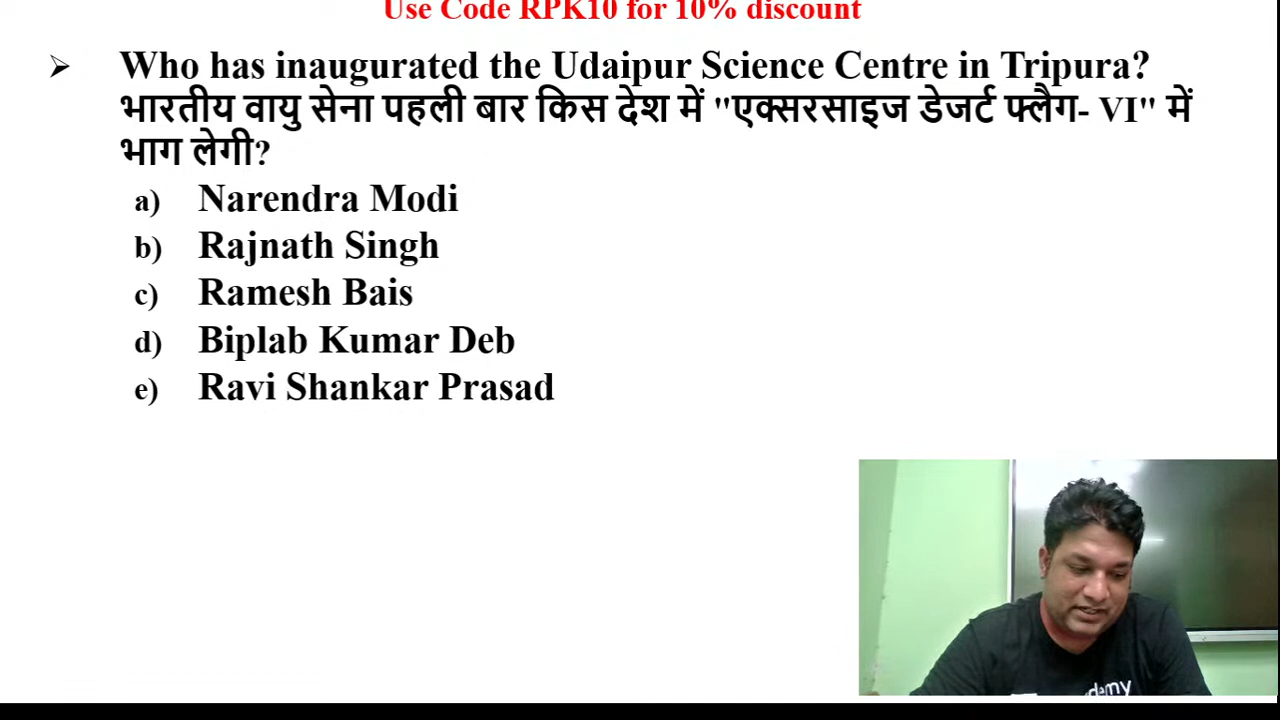 Use Code RPK10 for 10% discount
➢ Who has inaugurated the Udaipur Science Centre in Tripura?
भारतीय वायु सेना पहली बार किस देश में "एक्सरसाइज डेजर्ट फ्लैग- VI" में
भाग लेगी?
a) Narendra Modi
b) Rajnath Singh
c) Ramesh Bais
d) Biplab Kumar Deb
e) Ravi Shankar Prasad